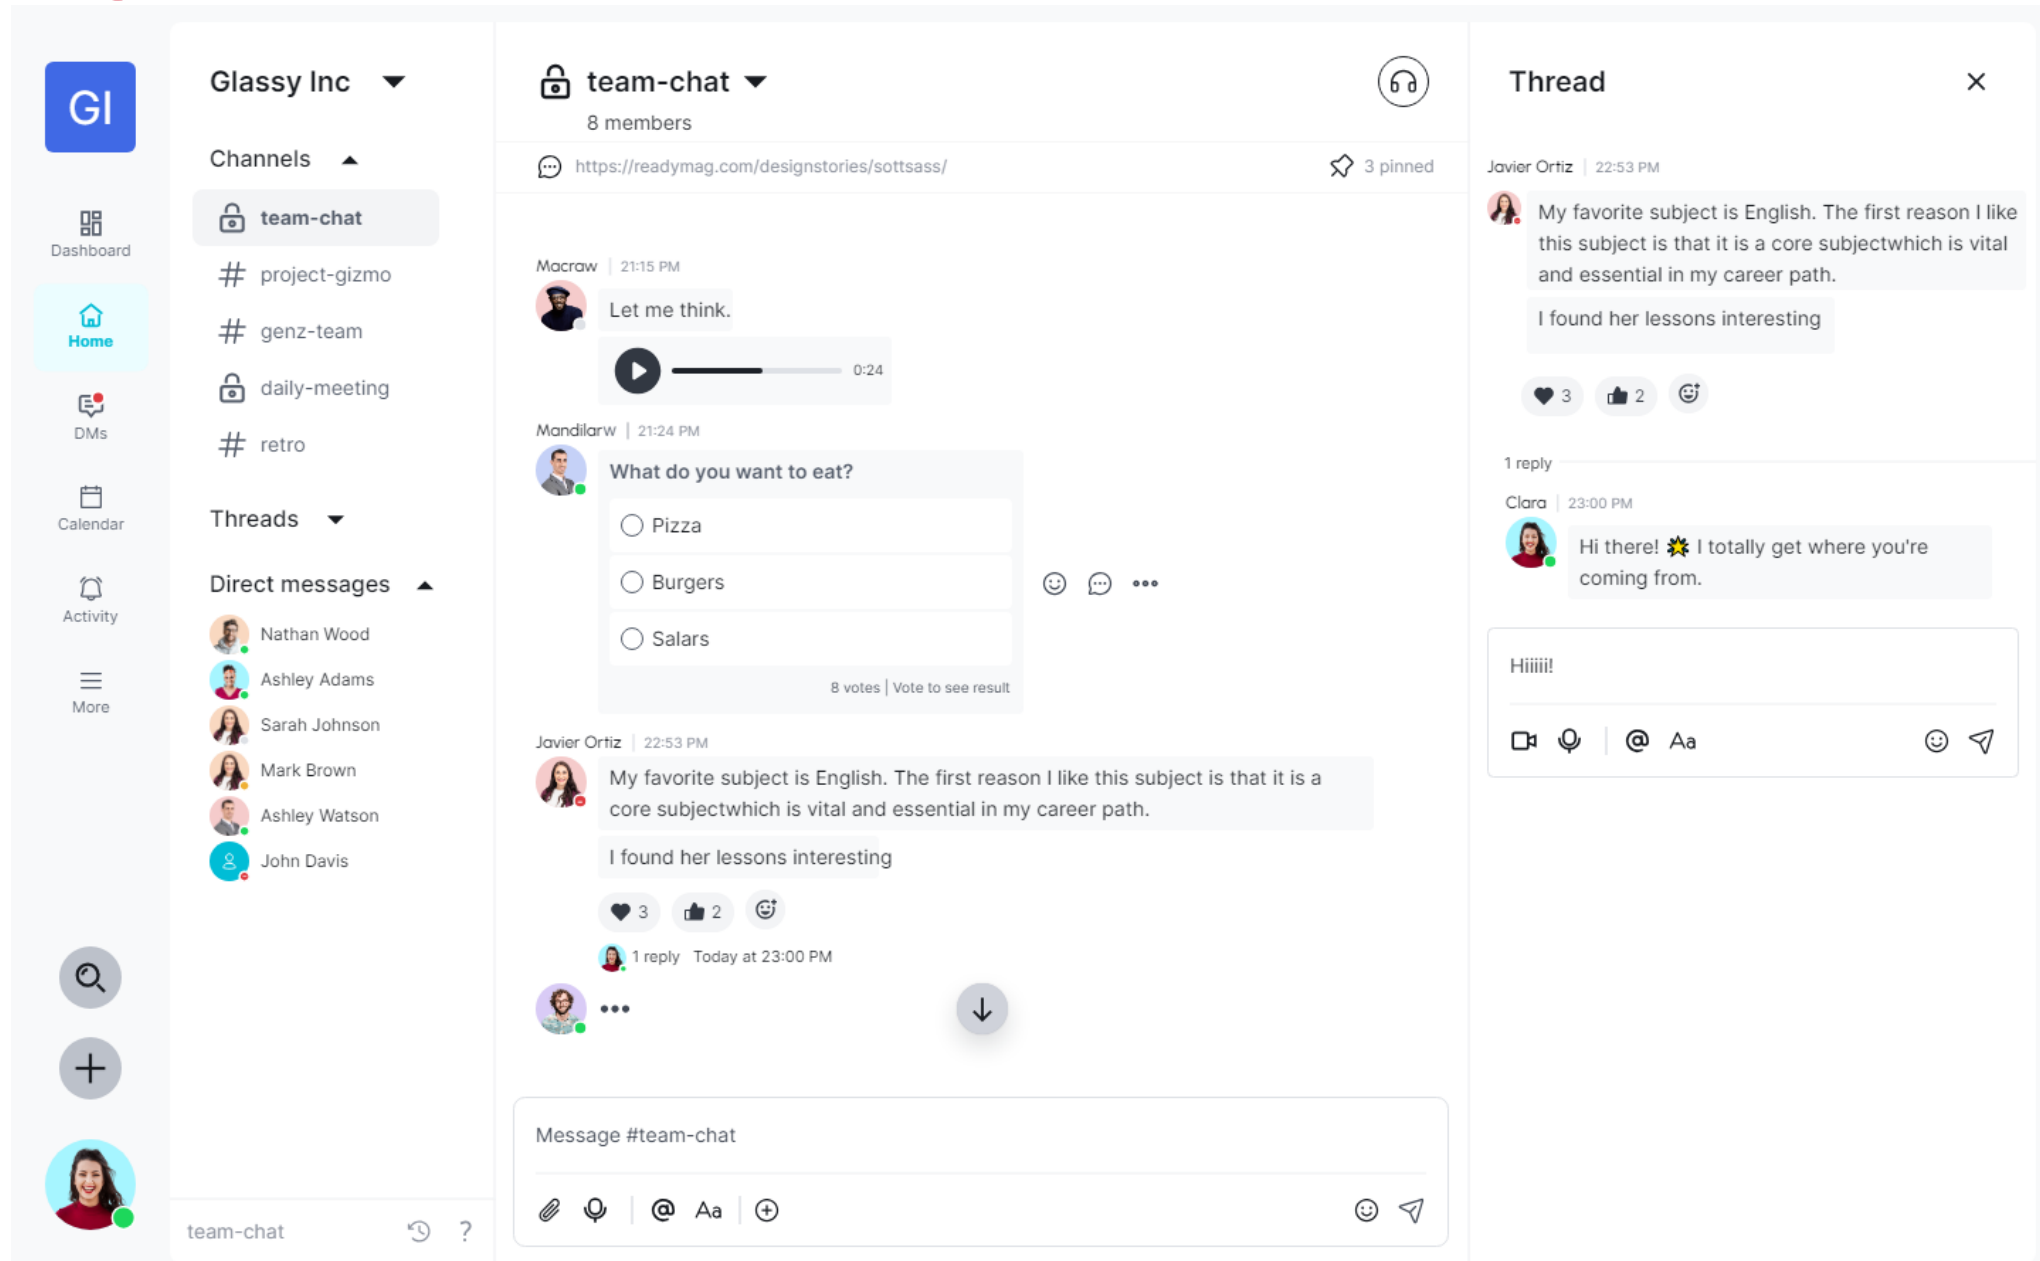 GI
Dashboard
Home
DMs
Calendar
Activity
More
Glassy Inc
Channels
team-chat
project-gizmo
genz-team
daily-meeting
retro
Threads
Direct messages
Nathan Wood
Ashley Adams
Sarah Johnson
Mark Brown
Ashley Watson
John Davis
team-chat ?
team-chat
8 members
https://readymag.com/designstories/sottsass/ 3 pinned
Macraw | 21:15 PM
Let me think.
0:24
Mandilarw | 21:24 PM
What do you want to eat?
Pizza
Burgers
Salars
8 votes | Vote to see result
Javier Ortiz | 22:53 PM
My favorite subject is English. The first reason I like this subject is that it is a
core subjectwhich is vital and essential in my career path.
I found her lessons interesting
3 2
1 reply Today at 23:00 PM
Message #team-chat
@ Aa
Thread
Javier Ortiz | 22:53 PM
My favorite subject is English. The first reason I like
this subject is that it is a core subjectwhich is vital
and essential in my career path.
I found her lessons interesting
3 2
1 reply
Clara | 23:00 PM
Hi there! 🌟 I totally get where you're
coming from.
Hiiiii!
@ Aa